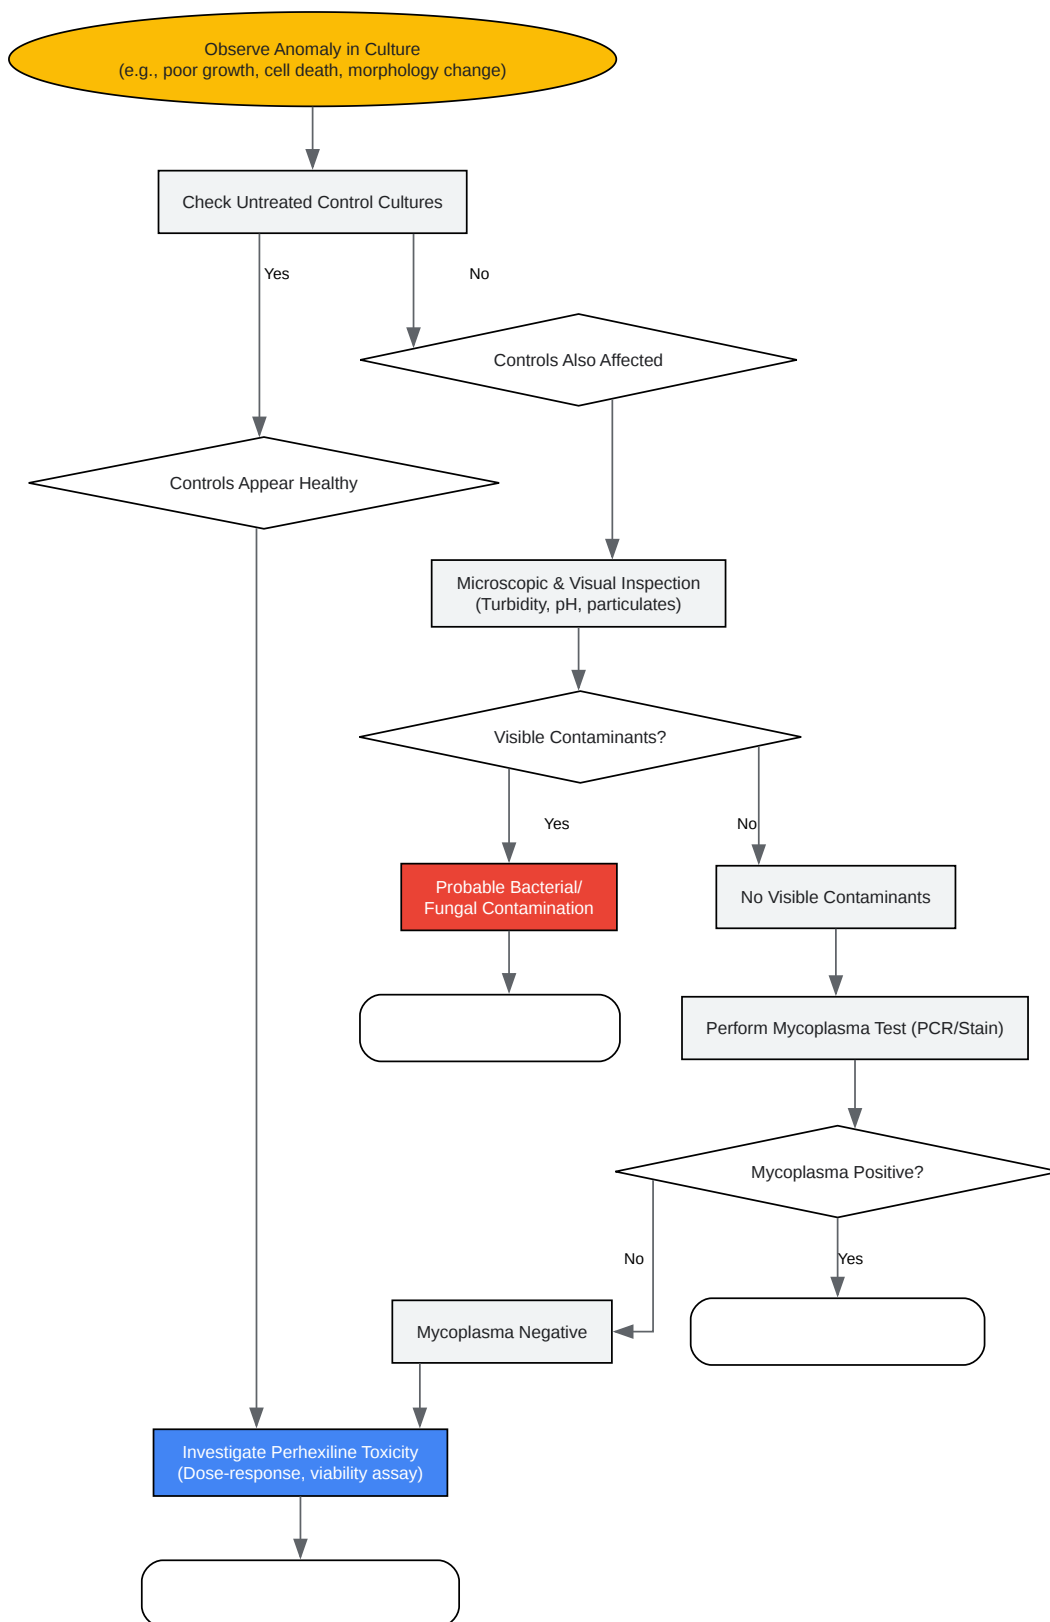 Observe Anomaly in Culture
(e.g., poor growth, cell death, morphology change)
Check Untreated Control Cultures
Yes
No
Controls Also Affected
Controls Appear Healthy
Microscopic & Visual Inspection
(Turbidity, pH, particulates)
Visible Contaminants?
Yes
No
Probable Bacterial/
Fungal Contamination
No Visible Contaminants
Perform Mycoplasma Test (PCR/Stain)
Mycoplasma Positive?
No
Yes
Mycoplasma Negative
Investigate Perhexiline Toxicity
(Dose-response, viability assay)